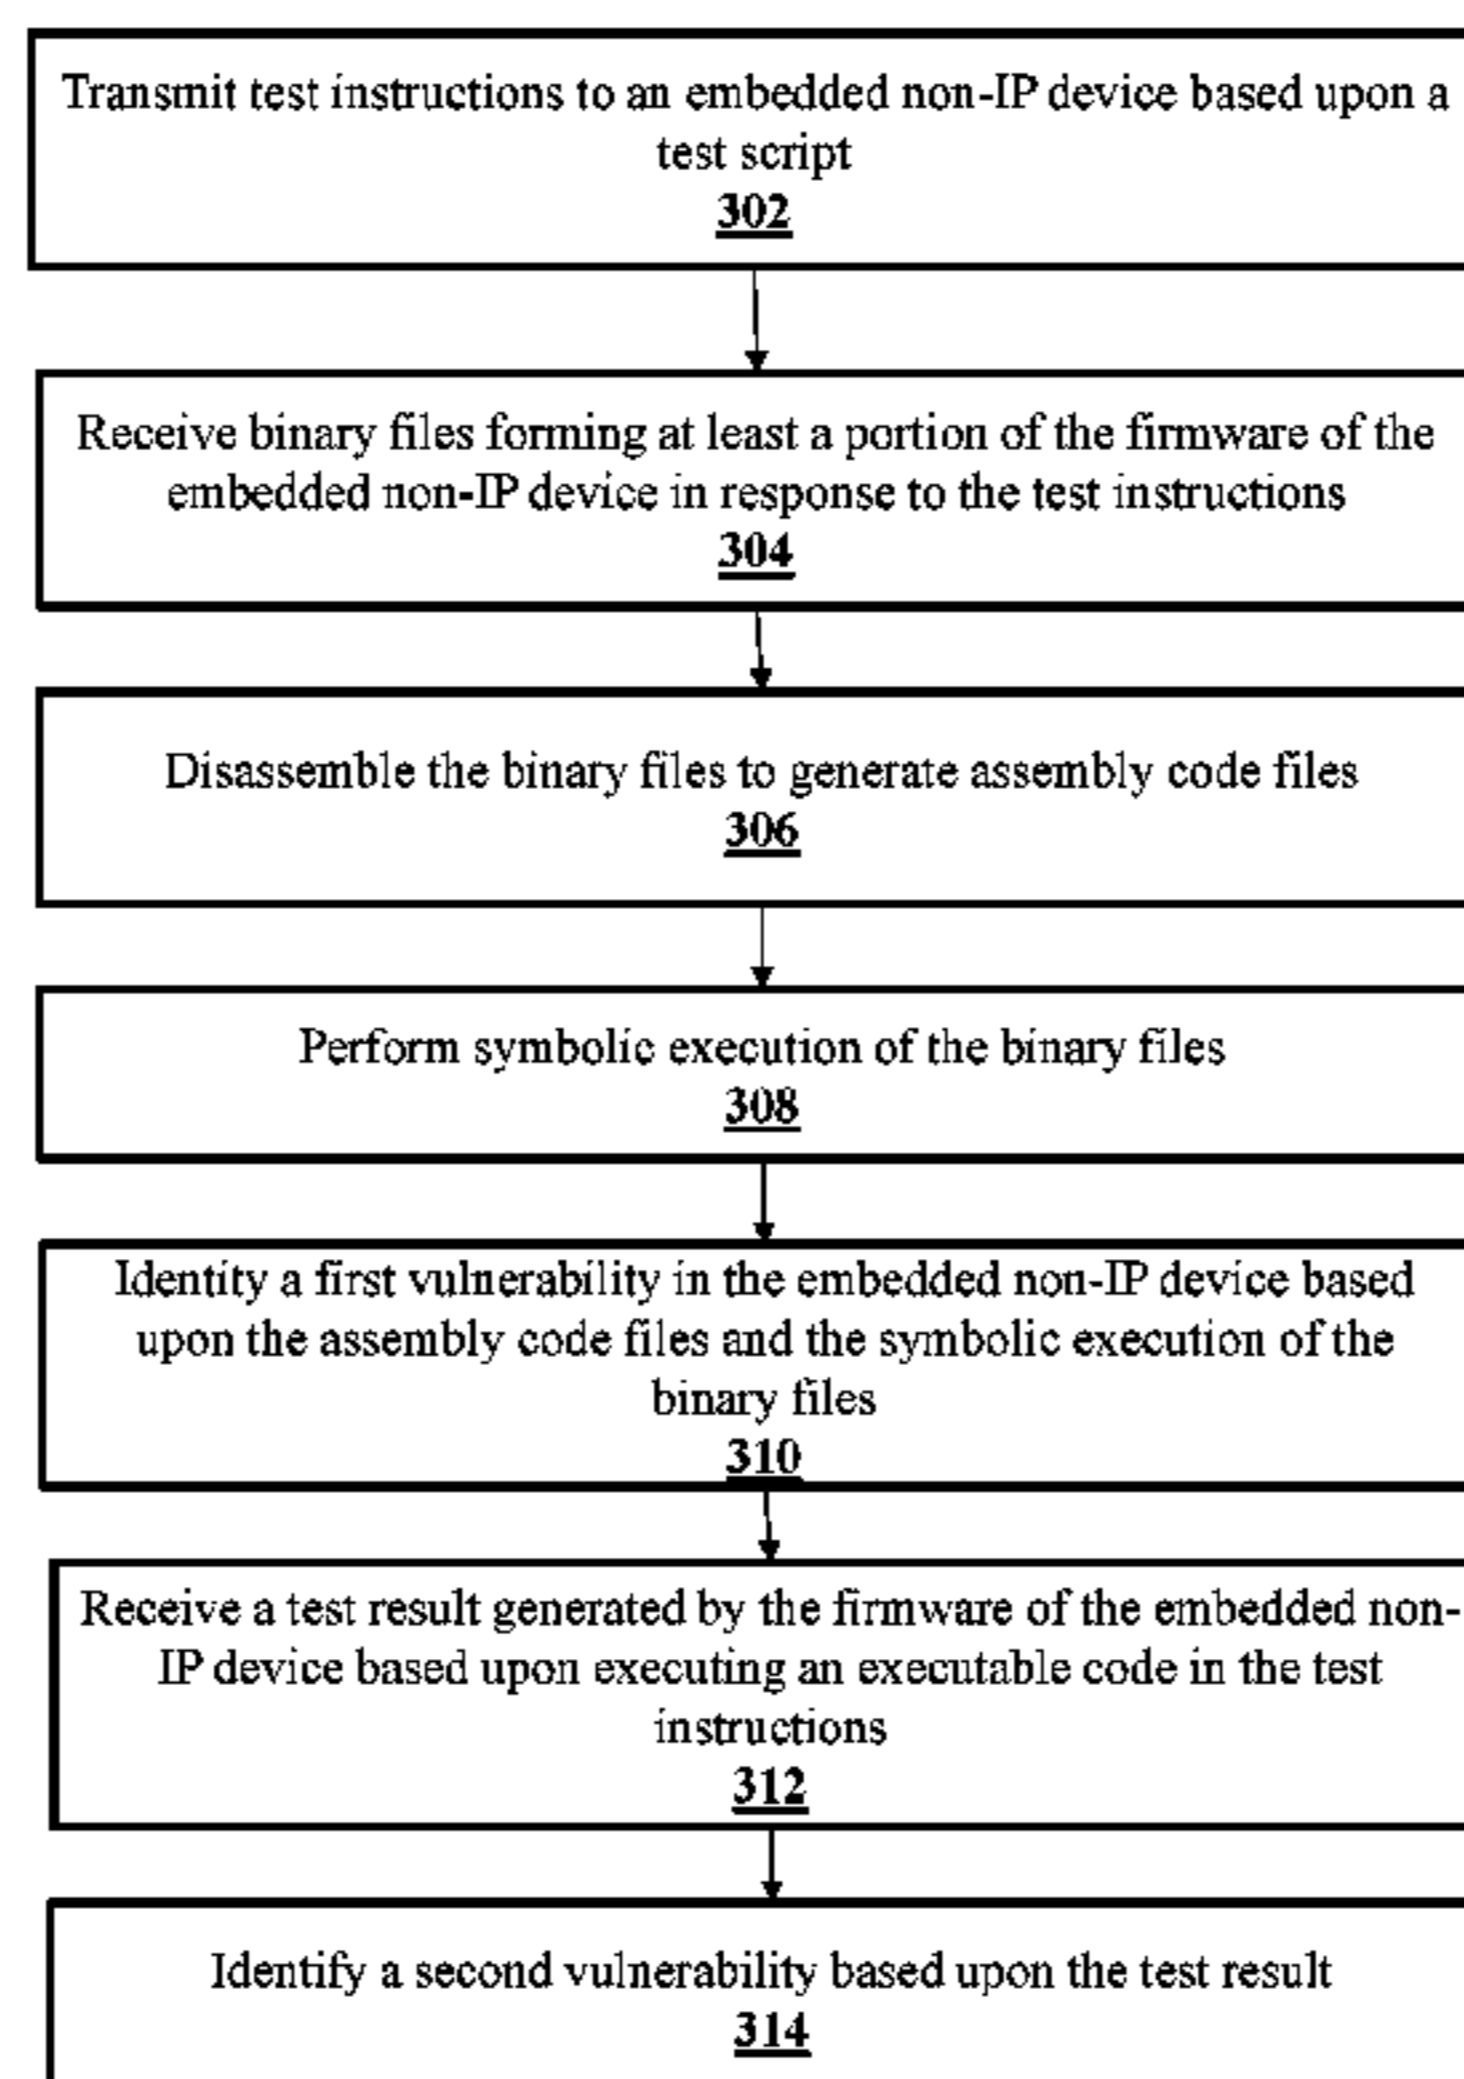 Transmit test instructions to an embedded non-IP device based upon a
test script
302
Receive binary files forming at least a portion of the firmware of the
embedded non-IP device in response to the test instructions
304
Disassemble the binary files to generate assembly code files
306
Perform symbolic execution of the binary files
308
Identity a first vulnerability in the embedded non-IP device based
upon the assembly code files and the symbolic execution of the
binary files
310
Receive a test result generated by the firmware of the embedded non-
IP device based upon executing an executable code in the test
instructions
312
Identify a second vulnerability based upon the test result
314